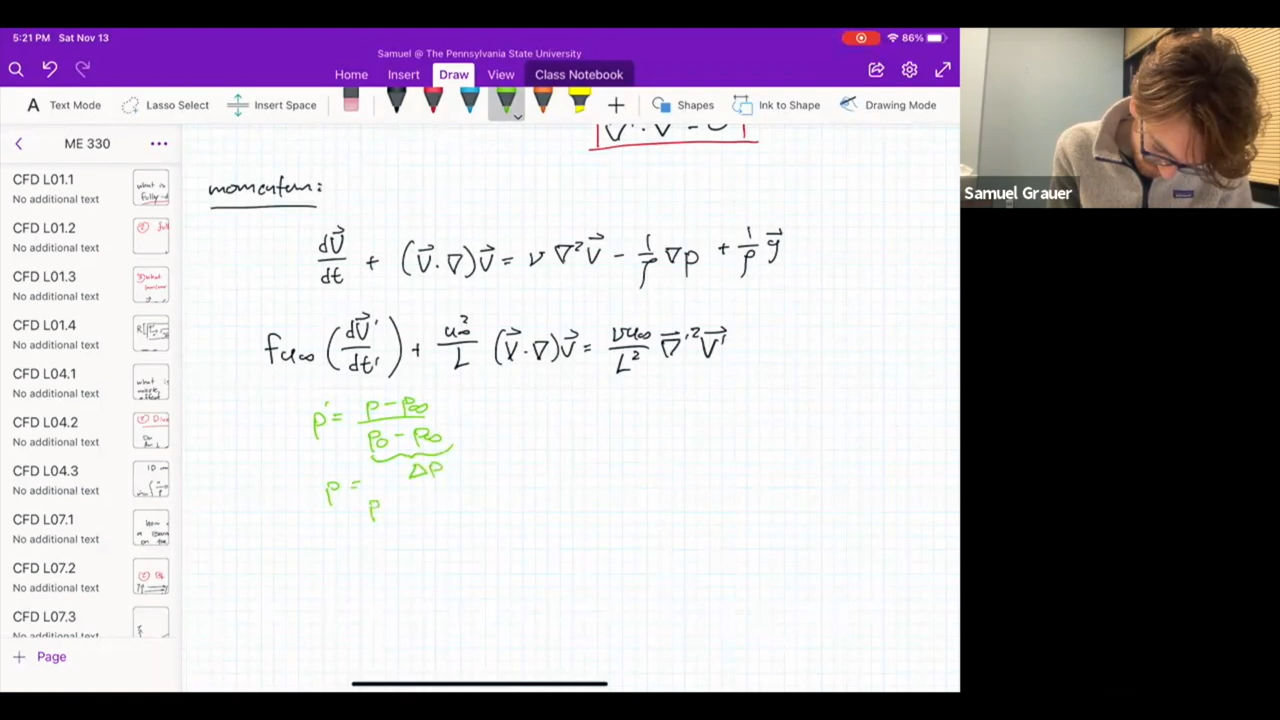 5:21 PM Sat Nov 13
86%
Samuel @ The Pennsylvania State University
Home Insert Draw View Class Notebook
A Text Mode Lasso Select Insert Space + Shapes Ink to Shape Drawing Mode
ME 330
CFD L01.1
No additional text
CFD L01.2
No additional text
CFD L01.3
No additional text
CFD L01.4
No additional text
CFD L04.1
No additional text
CFD L04.2
No additional text
CFD L04.3
No additional text
CFD L07.1
No additional text
CFD L07.2
No additional text
CFD L07.3
No additional text
+ Page
momentum:
dV⃗/dt + (V⃗·∇)V⃗ = ν∇²V⃗ − 1/ρ ∇p + 1/ρ g⃗
fu∞ (dV⃗'/dt') + u∞²/L (V⃗·∇)V⃗ = νu∞/L² ∇⃗'²V⃗'
p' = p − p∞ / p0 − p∞
Δp
p =
p
Samuel Grauer